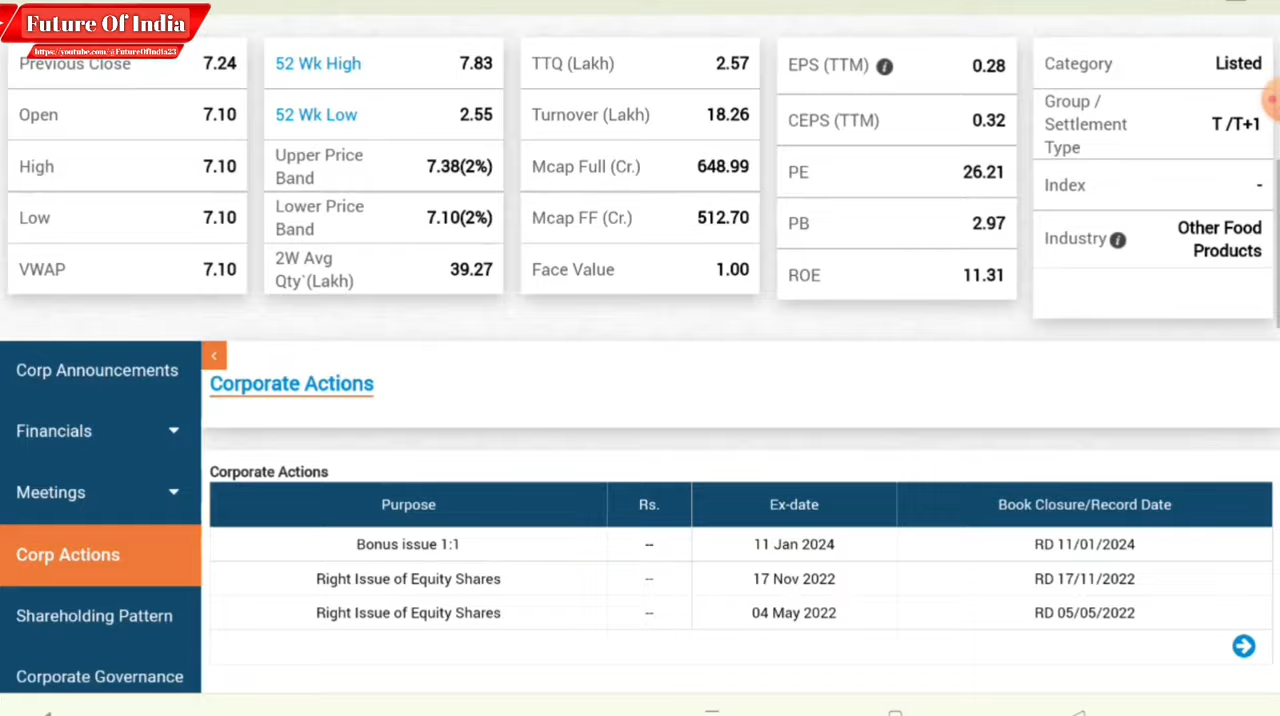 Future Of India
https://youtube.com/@FutureOfIndia23
Previous Close 7.24
Open 7.10
High 7.10
Low 7.10
VWAP 7.10
52 Wk High 7.83
52 Wk Low 2.55
Upper Price
Band 7.38(2%)
Lower Price
Band 7.10(2%)
2W Avg
Qty`(Lakh) 39.27
TTQ (Lakh) 2.57
Turnover (Lakh) 18.26
Mcap Full (Cr.) 648.99
Mcap FF (Cr.) 512.70
Face Value 1.00
EPS (TTM) 0.28
CEPS (TTM) 0.32
PE 26.21
PB 2.97
ROE 11.31
Category Listed
Group /
Settlement
Type T /T+1
Index -
Industry Other Food
Products
Corp Announcements
Financials
Meetings
Corp Actions
Shareholding Pattern
Corporate Governance
Corporate Actions
Corporate Actions
Purpose Rs. Ex-date Book Closure/Record Date
Bonus issue 1:1 -- 11 Jan 2024 RD 11/01/2024
Right Issue of Equity Shares -- 17 Nov 2022 RD 17/11/2022
Right Issue of Equity Shares -- 04 May 2022 RD 05/05/2022